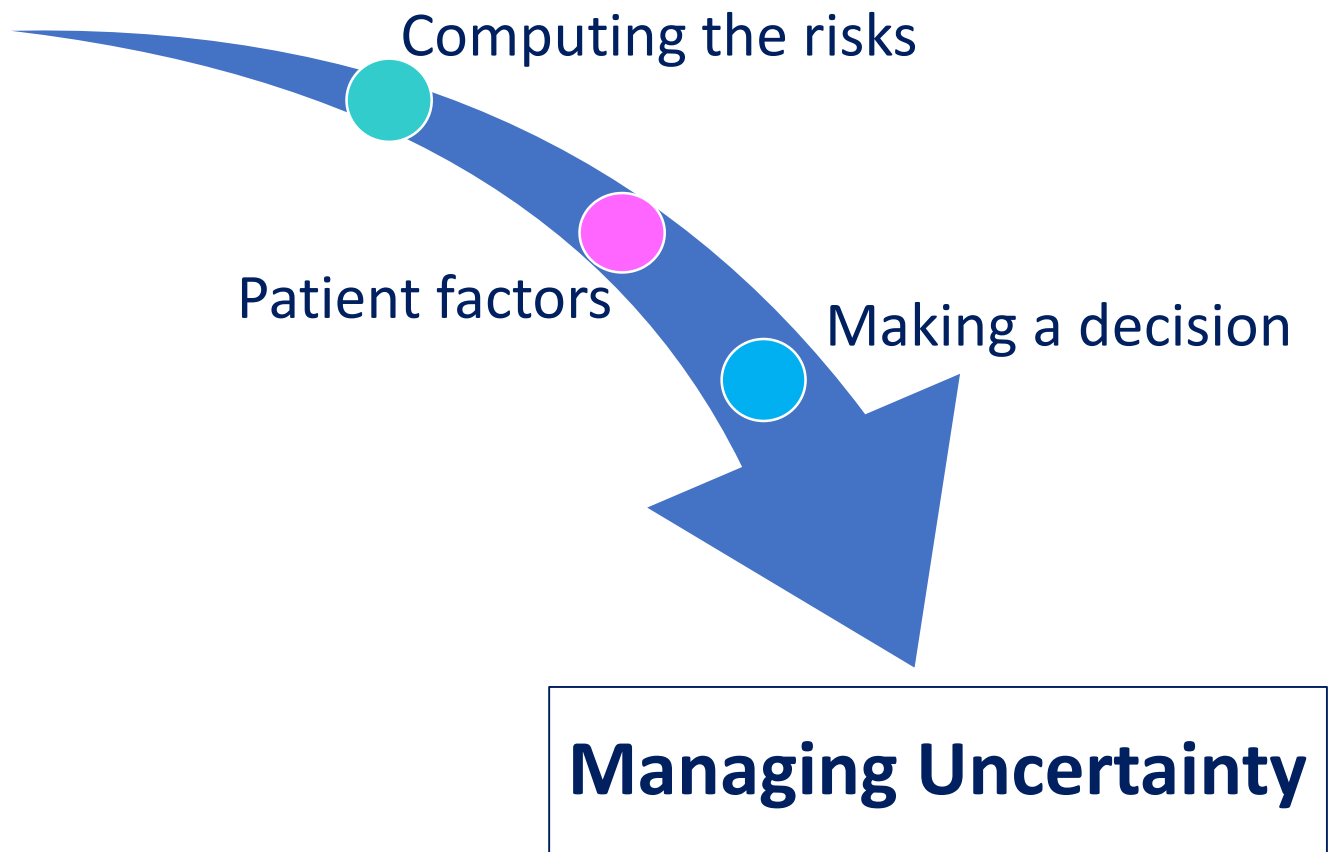 Computing the risks
Patient factors
Making a decision
Managing Uncertainty